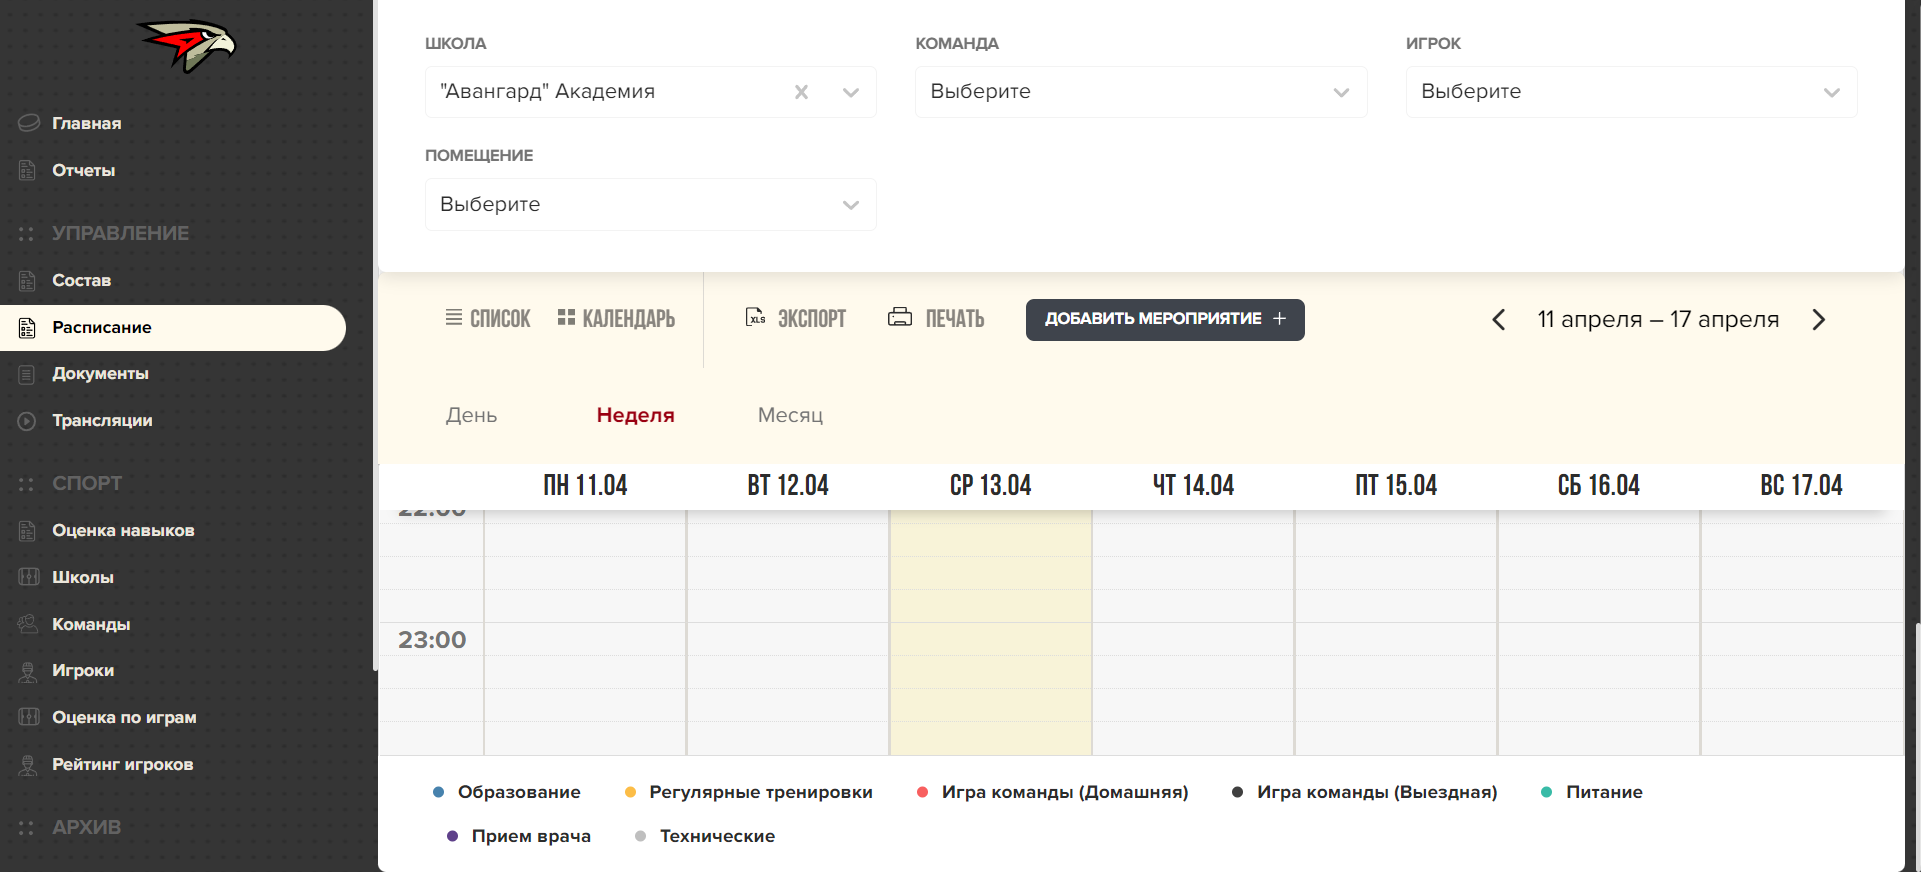 Главная
Отчеты
УПРАВЛЕНИЕ
Состав
Расписание
Документы
Трансляции
СПОРТ
Оценка навыков
Школы
Команды
Игроки
Оценка по играм
Рейтинг игроков
АРХИВ
ШКОЛА
КОМАНДА
ИГРОК
"Авангард" Академия
Выберите
Выберите
ПОМЕЩЕНИЕ
Выберите
СПИСОК
КАЛЕНДАРЬ
XLS
ЭКСПОРТ
ПЕЧАТЬ
ДОБАВИТЬ МЕРОПРИЯТИЕ +
11 апреля – 17 апреля
День
Неделя
Месяц
ПН 11.04
ВТ 12.04
СР 13.04
ЧТ 14.04
ПТ 15.04
СБ 16.04
ВС 17.04
22:00
23:00
Образование
Регулярные тренировки
Игра команды (Домашняя)
Игра команды (Выездная)
Питание
Прием врача
Технические